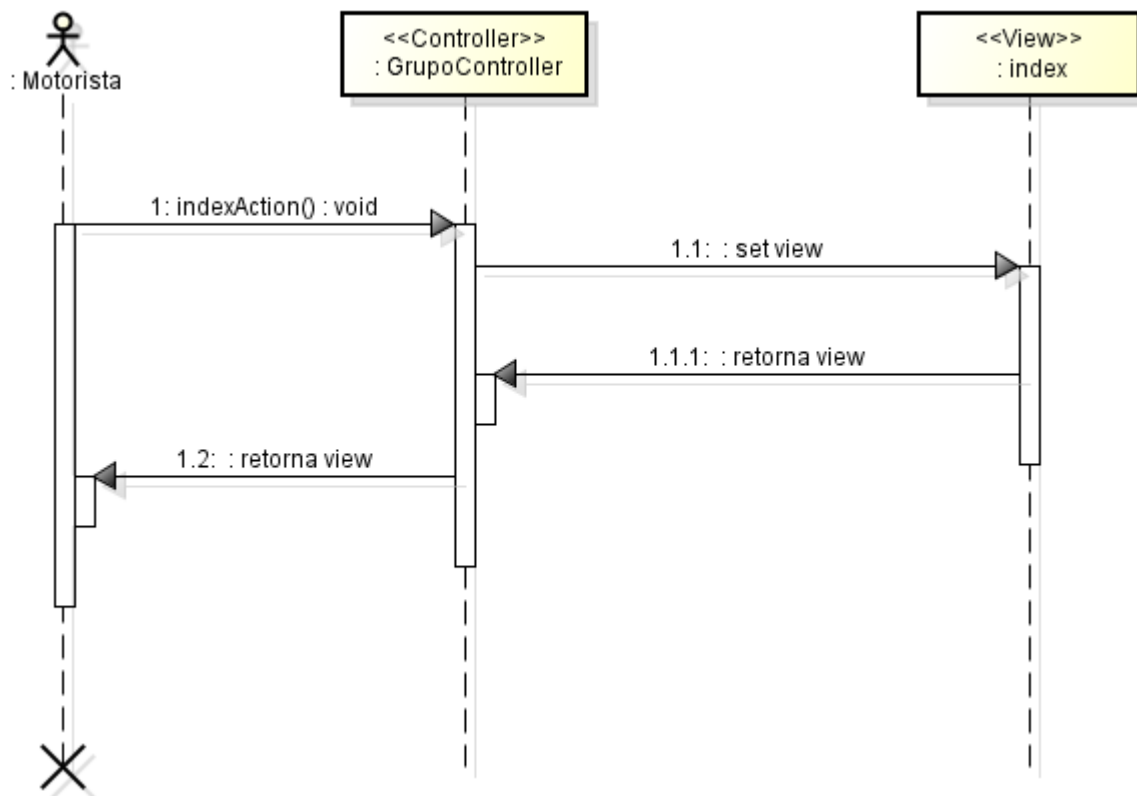 : Motorista
<<Controller>>
: GrupoController
<<View>>
: index
1: indexAction() : void
1.1:  : set view
1.1.1:  : retorna view
1.2:  : retorna view